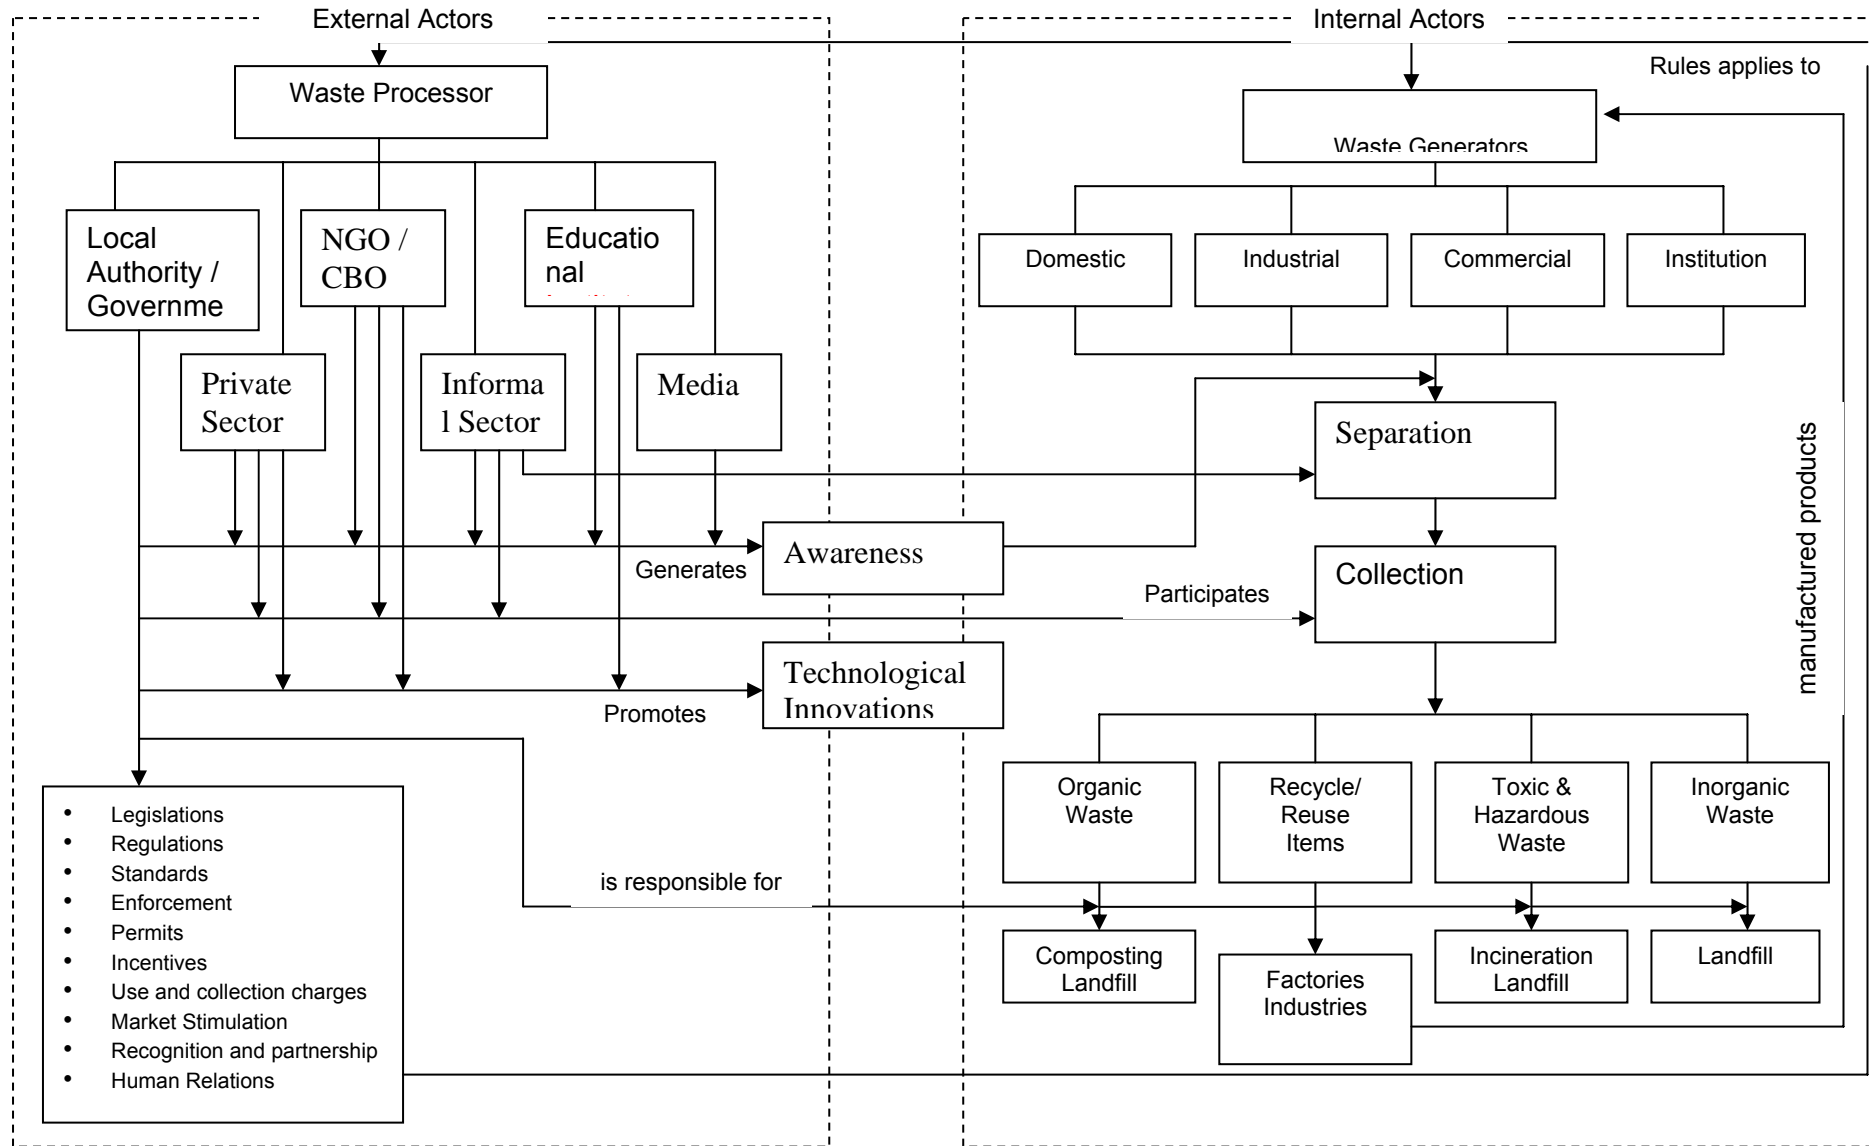 External Actors
Internal Actors
Rules applies to
Waste Processor
Waste Generators
Local
Authority /
Governme
NGO /
CBO
Educatio
nal
Domestic
Industrial
Commercial
Institution
Private
Sector
Informa
l Sector
Media
Separation
manufactured products
Awareness
Generates
Collection
Participates
Technological
Innovations
Promotes
Organic
Waste
Recycle/
Reuse
Items
Toxic &
Hazardous
Waste
Inorganic
Waste
• Legislations
• Regulations
• Standards
• Enforcement
• Permits
• Incentives
• Use and collection charges
• Market Stimulation
• Recognition and partnership
• Human Relations
is responsible for
Composting
Landfill
Factories
Industries
Incineration
Landfill
Landfill